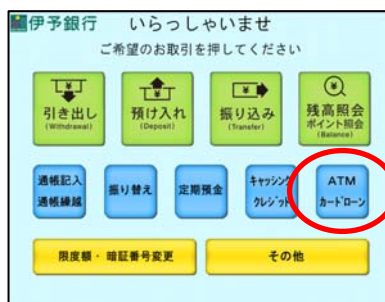 伊予銀行 いらっしゃいませ
ご希望のお取引を押してください
引き出し
(Withdrawal)
預け入れ
(Deposit)
振り込み
(Transfer)
残高照会
ポイント照会
(Balance)
通帳記入
通帳繰越
振り替え
定期預金
キャッシング
クレジット
ATM
カードローン
限度額・暗証番号変更
その他